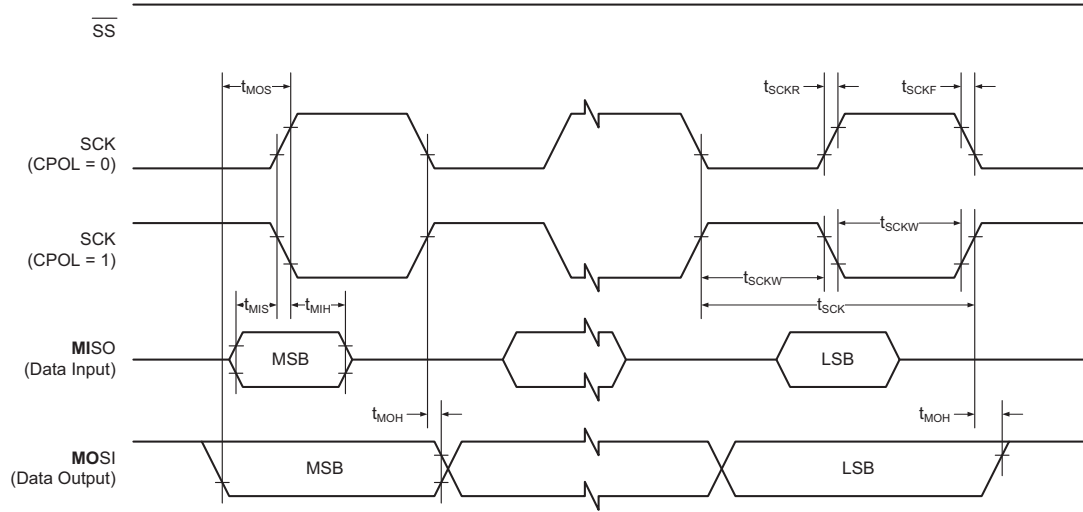 SS
tMOS
tSCKR
tSCKF
SCK
(CPOL = 0)
SCK
(CPOL = 1)
tSCKW
tSCKW
tSCK
tMIS
tMIH
MISO
(Data Input)
MSB
LSB
tMOH
tMOH
MOSI
(Data Output)
MSB
LSB